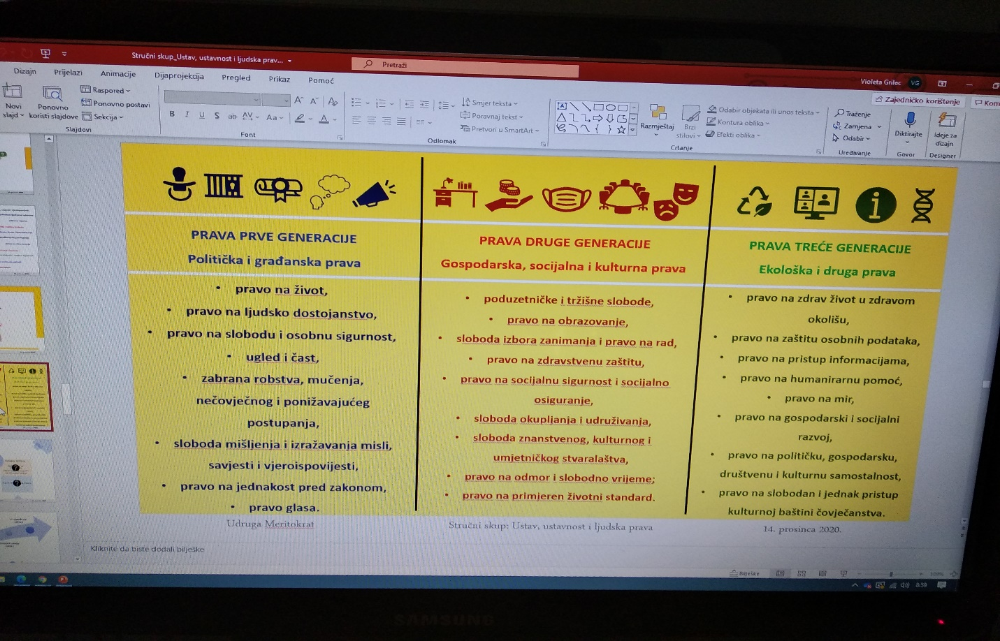 Stručni skup_Ustav, ustavnost i ljudska prav...
Pretraži
Violeta Grilec
VG
Dizajn
Prijelazi
Animacije
Dijaprojekcija
Pregled
Prikaz
Pomoć
Zajedničko korištenje
Kom
Novi
slajd
Ponovno
koristi slajdove
Raspored
Ponovno postavi
Sekcija
Slajdovi
B I U S ab AV Aa A
Font
Smjer teksta
Poravnaj tekst
Pretvori u SmartArt
Odlomak
Razmještaj
Brzi
stilovi
Odabir objekata ili unos teksta
Kontura oblika
Efekti oblika
Crtanje
Traženje
Zamjena
Odabir
Uređivanje
Diktirajte
Govor
Ideje za
dizajn
Designer
PRAVA PRVE GENERACIJE
Politička i građanska prava
• pravo na život,
• pravo na ljudsko dostojanstvo,
• pravo na slobodu i osobnu sigurnost,
• ugled i čast,
• zabrana robstva, mučenja,
nečovječnog i ponižavajućeg
postupanja,
• sloboda mišljenja i izražavanja misli,
savjesti i vjeroispovijesti,
• pravo na jednakost pred zakonom,
• pravo glasa.
PRAVA DRUGE GENERACIJE
Gospodarska, socijalna i kulturna prava
• poduzetničke i tržišne slobode,
• pravo na obrazovanje,
• sloboda izbora zanimanja i pravo na rad,
• pravo na zdravstvenu zaštitu,
• pravo na socijalnu sigurnost i socijalno
osiguranje,
• sloboda okupljanja i udruživanja,
• sloboda znanstvenog, kulturnog i
umjetničkog stvaralaštva,
• pravo na odmor i slobodno vrijeme;
• pravo na primjeren životni standard.
PRAVA TREĆE GENERACIJE
Ekološka i druga prava
• pravo na zdrav život u zdravom
okolišu,
• pravo na zaštitu osobnih podataka,
• pravo na pristup informacijama,
• pravo na humanirarnu pomoć,
• pravo na mir,
• pravo na gospodarski i socijalni
razvoj,
• pravo na političku, gospodarsku,
društvenu i kulturnu samostalnost,
• pravo na slobodan i jednak pristup
kulturnoj baštini čovječanstva.
Udruga Meritokrat
Stručni skup: Ustav, ustavnost i ljudska prava
14. prosinca 2020.
Kliknite da biste dodali bilješke
Bilješke
8:59
SAMSUNG